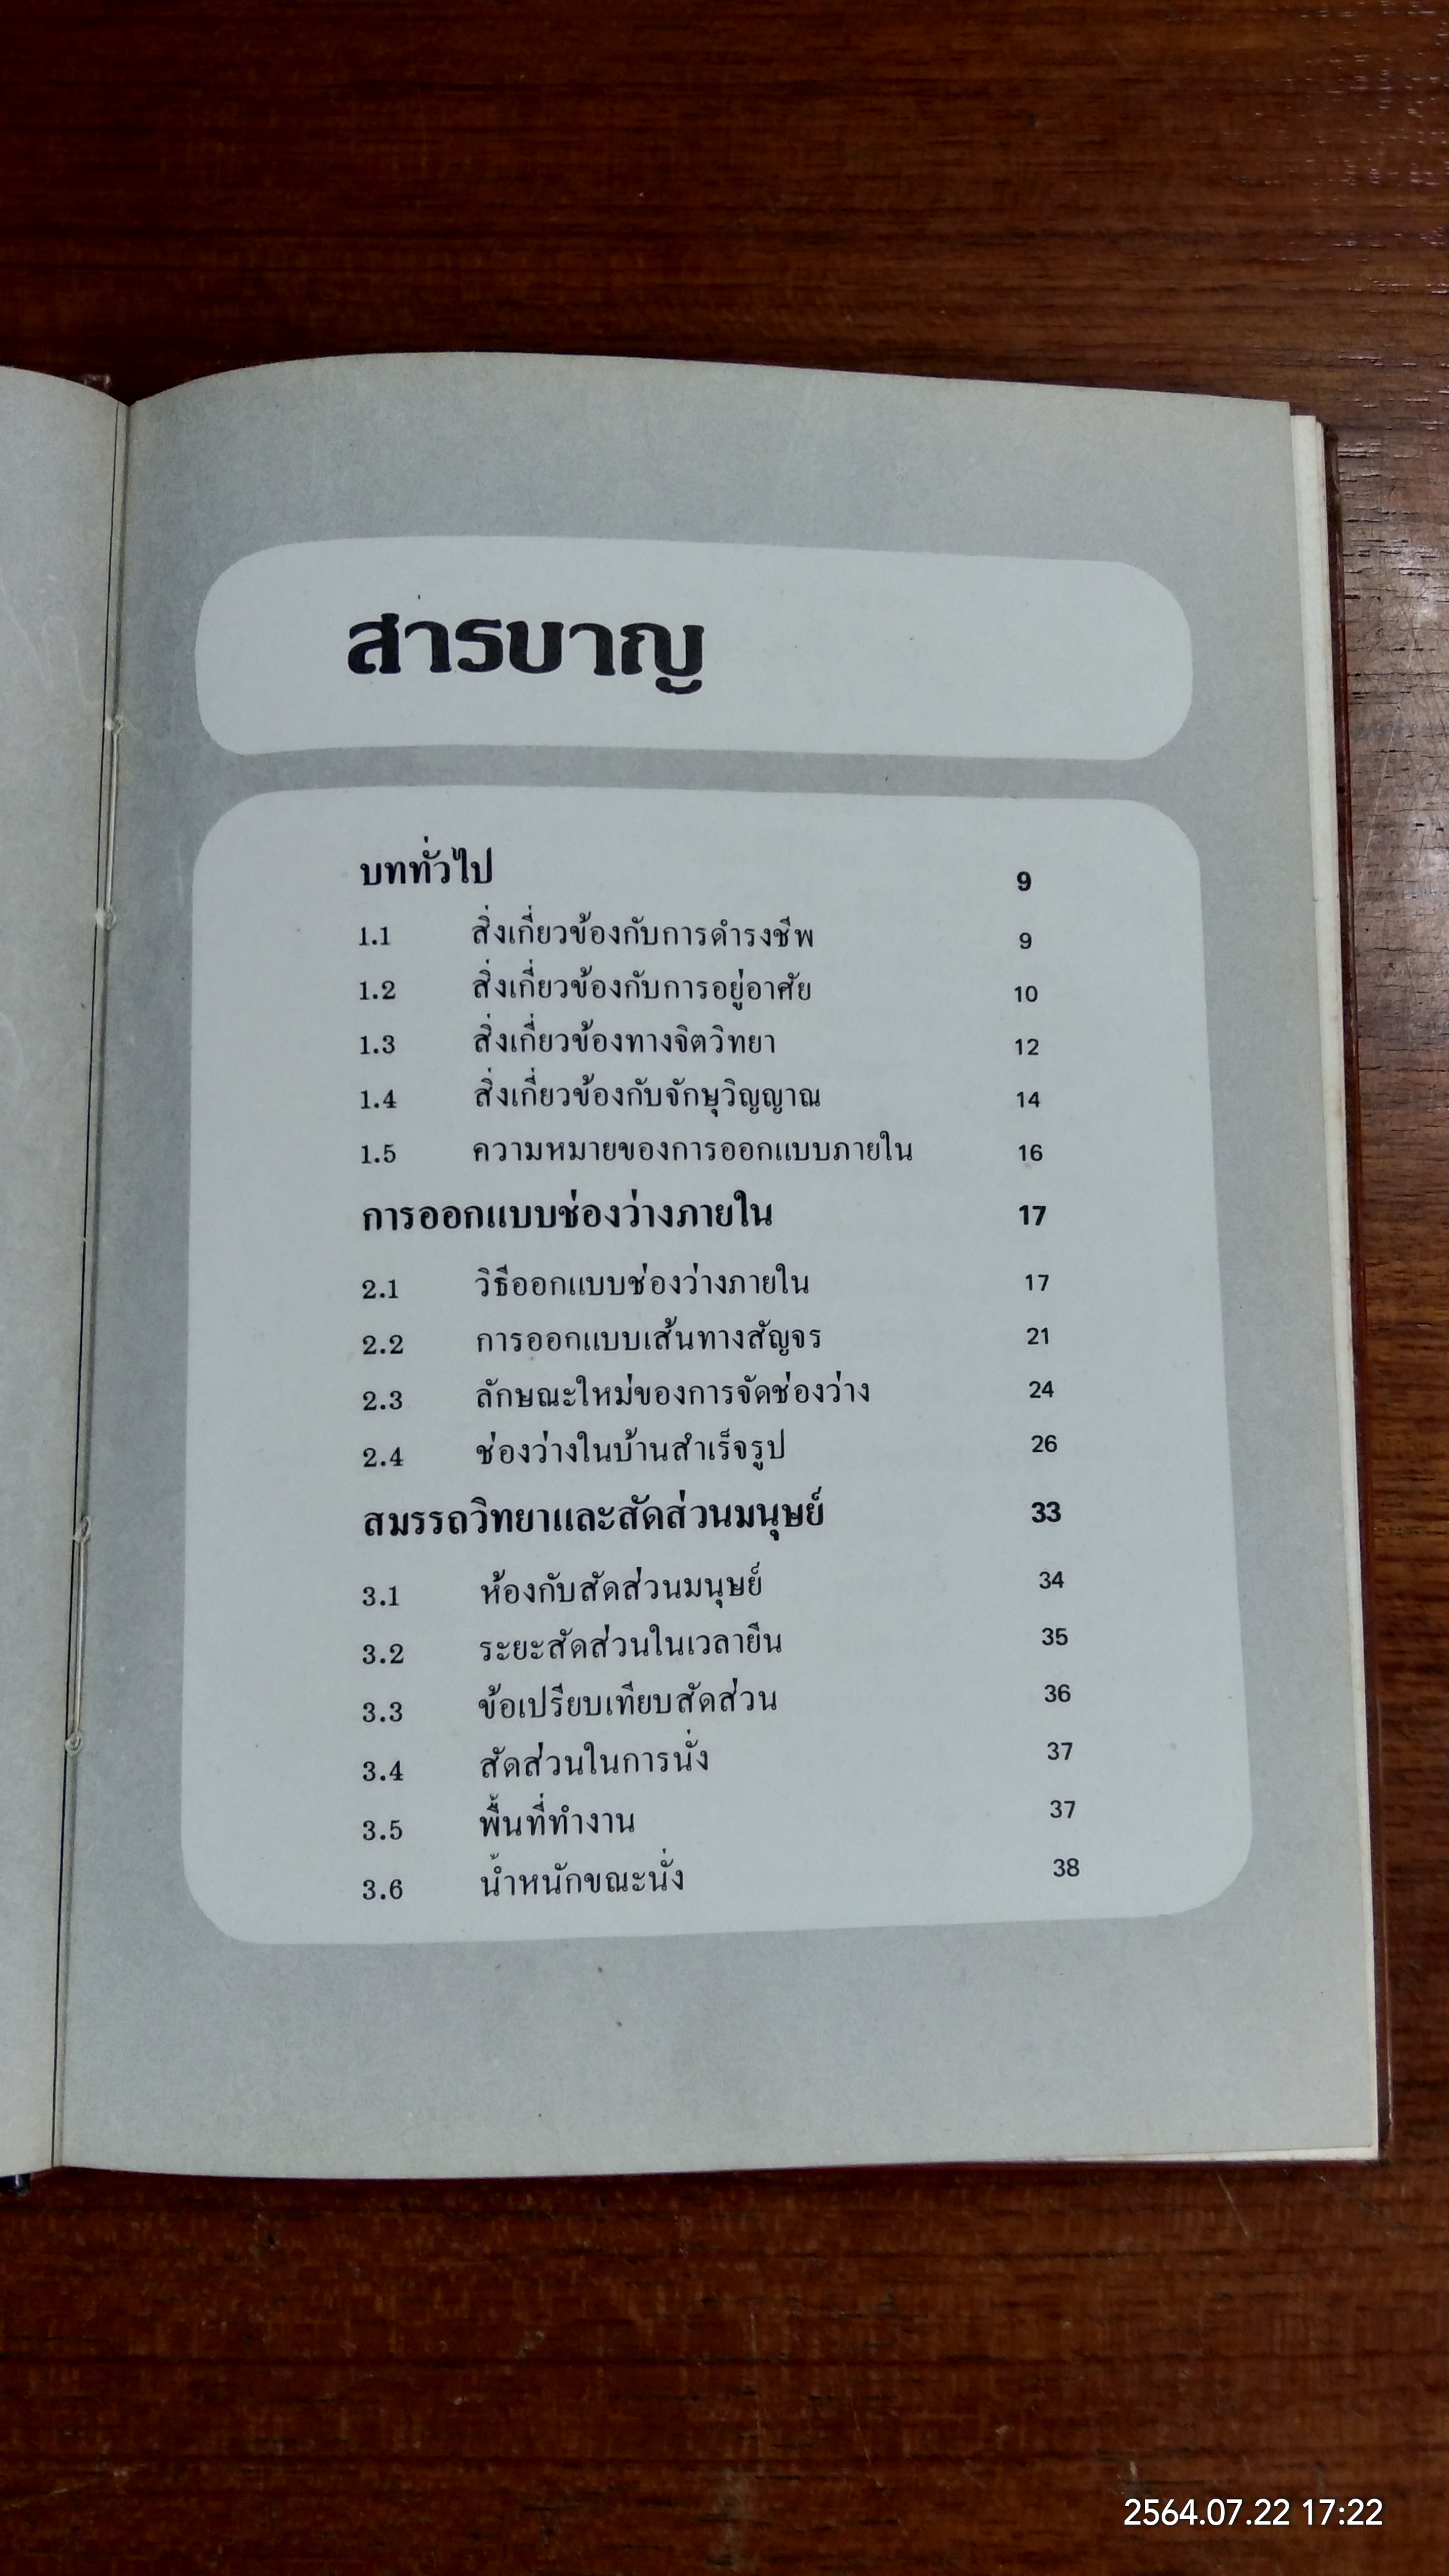 สารบาญ
บททั่วไป 9
1.1 สิ่งเกี่ยวข้องกับการดำรงชีพ 9
1.2 สิ่งเกี่ยวข้องกับการอยู่อาศัย 10
1.3 สิ่งเกี่ยวข้องทางจิตวิทยา 12
1.4 สิ่งเกี่ยวข้องกับจักษุวิญญาณ 14
1.5 ความหมายของการออกแบบภายใน 16
การออกแบบช่องว่างภายใน 17
2.1 วิธีออกแบบช่องว่างภายใน 17
2.2 การออกแบบเส้นทางสัญจร 21
2.3 ลักษณะใหม่ของการจัดช่องว่าง 24
2.4 ช่องว่างในบ้านสำเร็จรูป 26
สมรรถวิทยาและสัดส่วนมนุษย์ 33
3.1 ห้องกับสัดส่วนมนุษย์ 34
3.2 ระยะสัดส่วนในเวลายืน 35
3.3 ข้อเปรียบเทียบสัดส่วน 36
3.4 สัดส่วนในการนั่ง 37
3.5 พื้นที่ทำงาน 37
3.6 น้ำหนักขณะนั่ง 38
2564.07.22 17:22